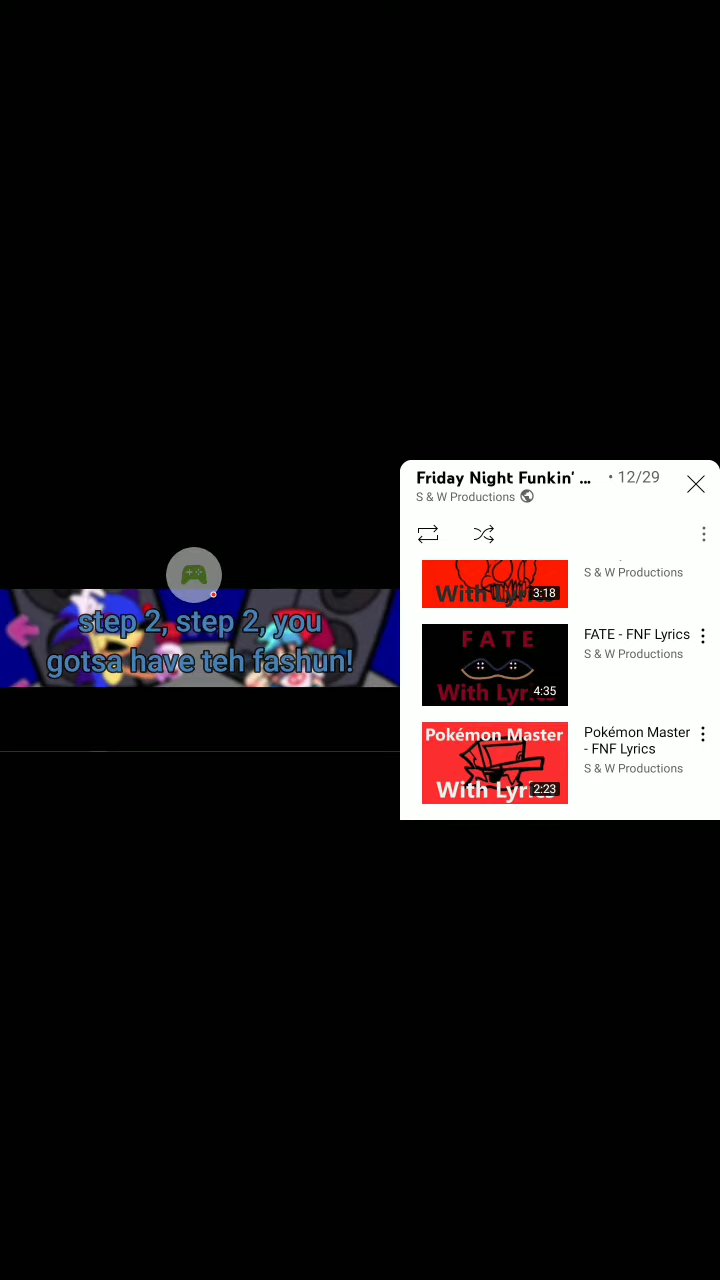 step 2, step 2, you
gotsa have teh fashun!
Friday Night Funkin' ... • 12/29
S & W Productions
With Lyrics
3:18
S & W Productions
FATE
With Lyrics
4:35
FATE - FNF Lyrics
S & W Productions
Pokémon Master
With Lyrics
2:23
Pokémon Master
- FNF Lyrics
S & W Productions